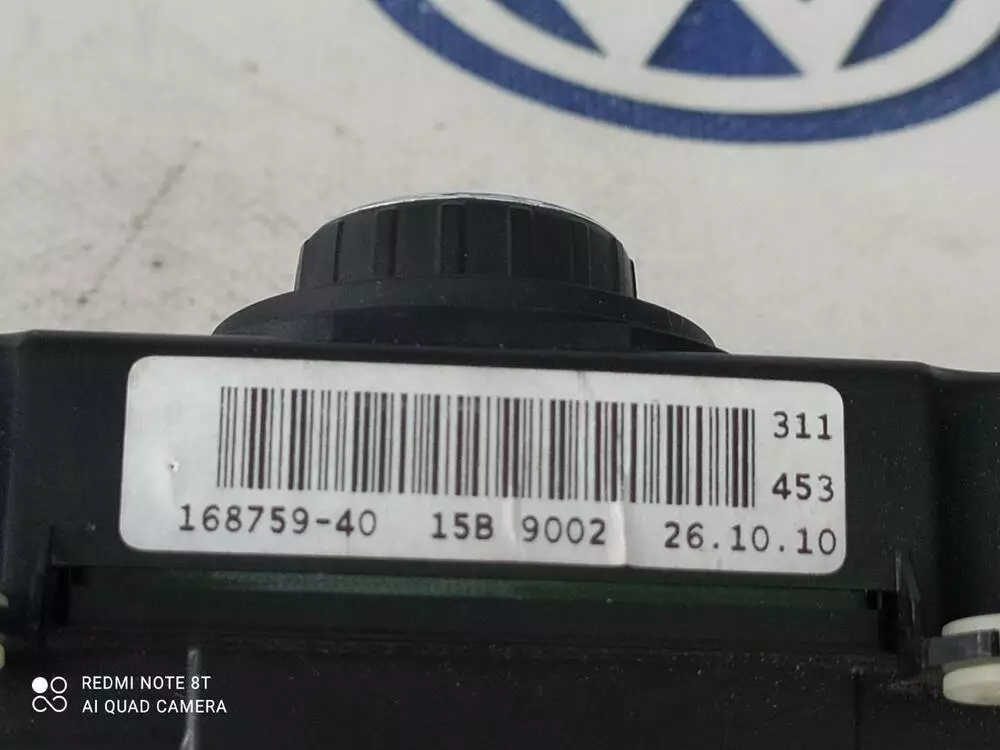 311
453
168759-40 15B 9002 26.10.10
REDMI NOTE 8T
AI QUAD CAMERA